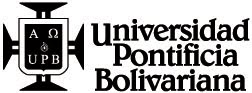 Α Ω
UPB
Universidad
Pontificia
Bolivariana